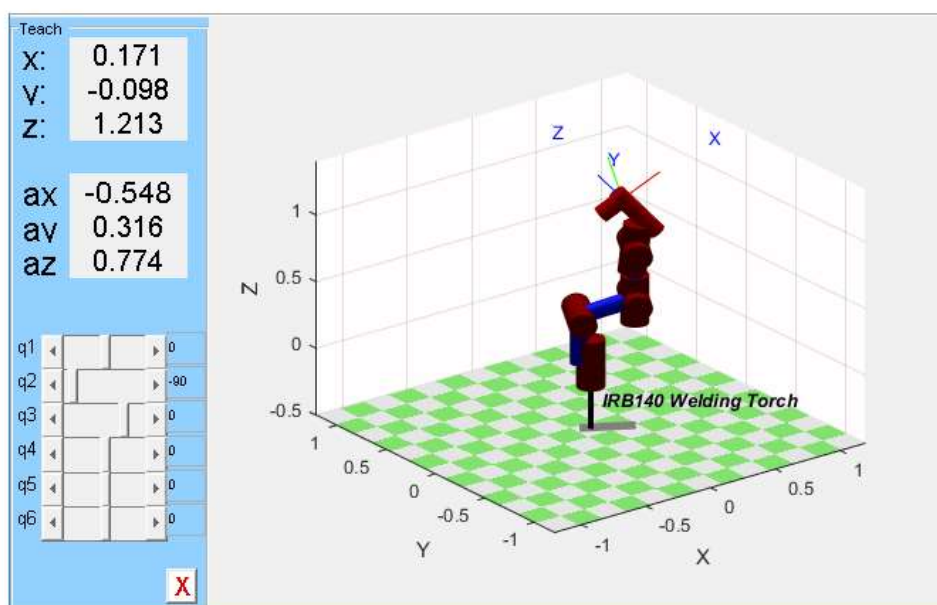 Teach
x: 0.171
v: -0.098
z: 1.213
ax -0.548
av 0.316
az 0.774
q1 0
q2 -90
q3 0
q4 0
q5 0
q6 0
X
Z
X
Y
1
0.5
0
-0.5
Z
IRB140 Welding Torch
1
0.5
0
-0.5
-1
Y
-1
-0.5
0
0.5
1
X